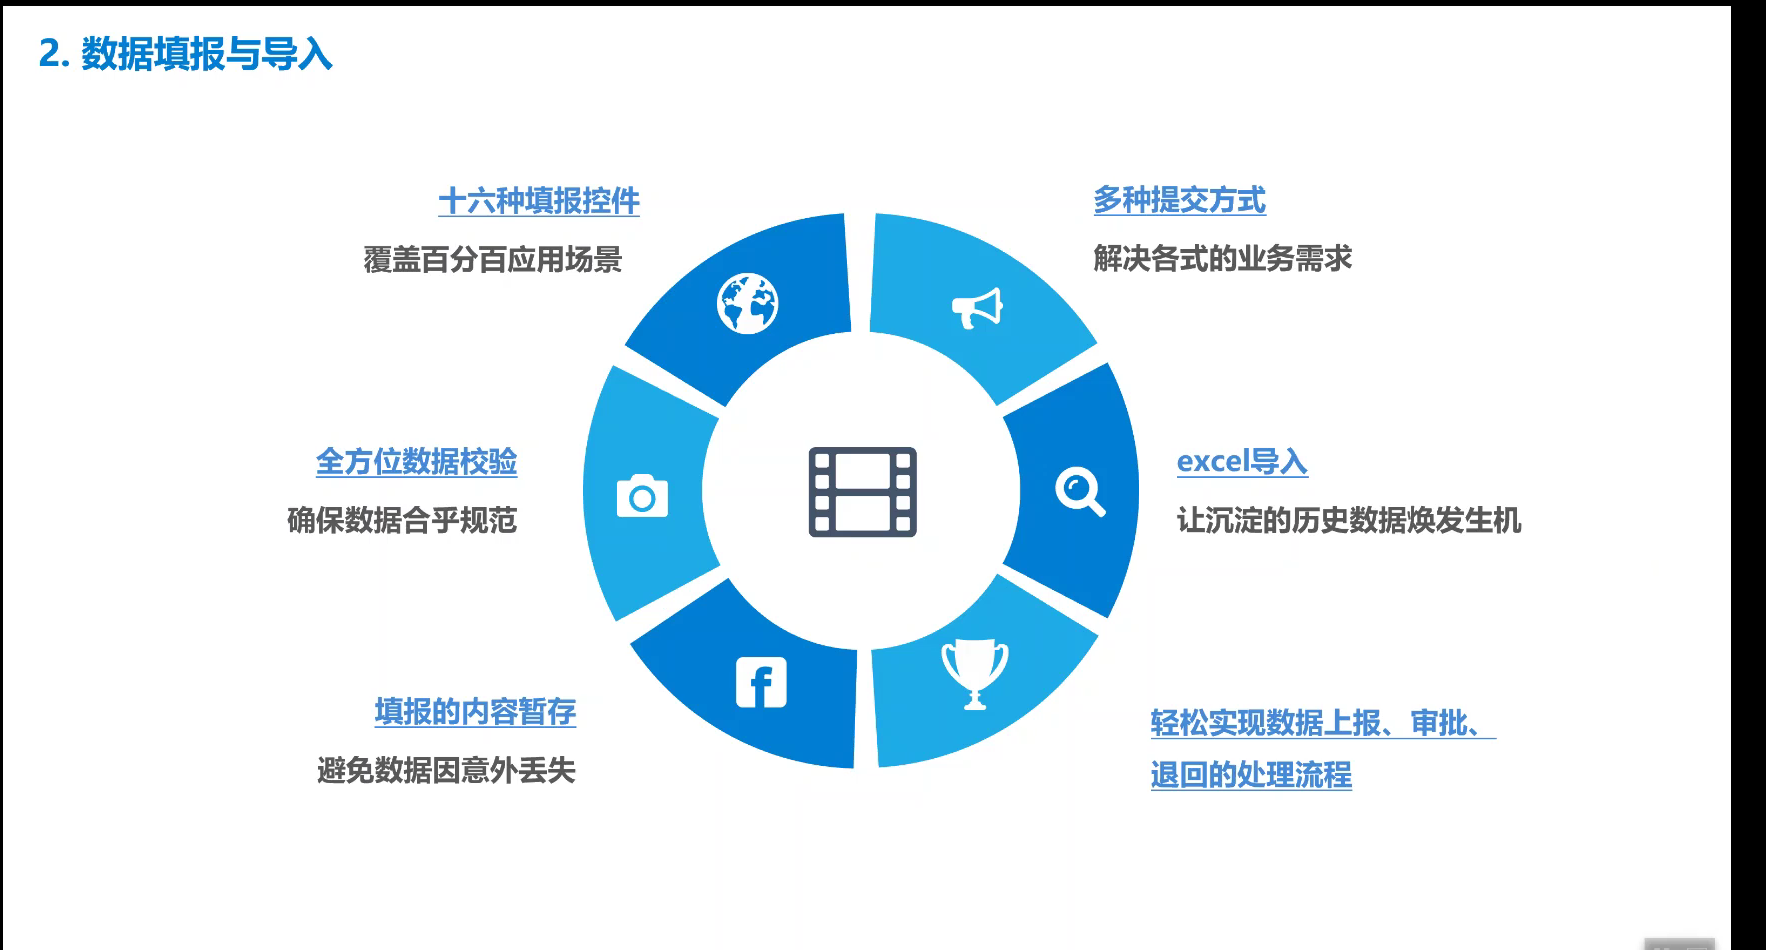 2. 数据填报与导入
十六种填报控件
覆盖百分百应用场景
多种提交方式
解决各式的业务需求
全方位数据校验
确保数据合乎规范
excel导入
让沉淀的历史数据焕发生机
填报的内容暂存
避免数据因意外丢失
轻松实现数据上报、审批、
退回的处理流程